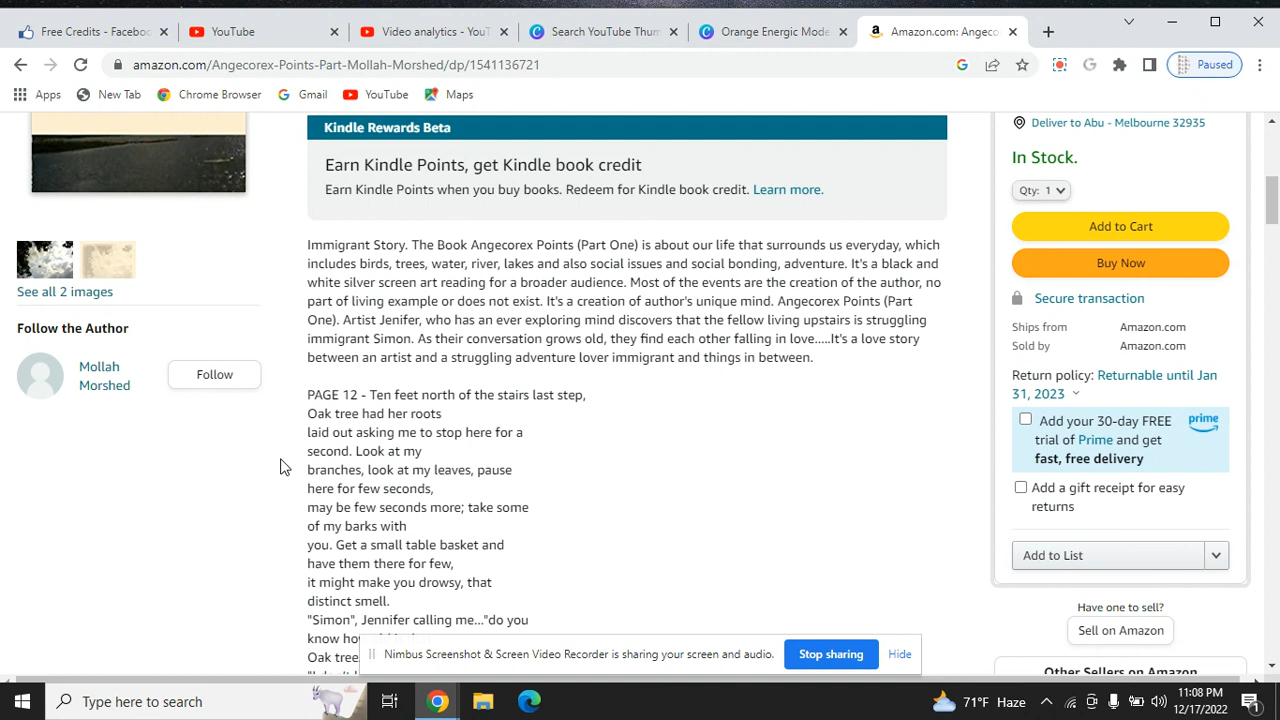 Free Credits - Faceboo
YouTube
Video analytics - YouT
Search YouTube Thum
Orange Energic Mode
Amazon.com: Angeco
amazon.com/Angecorex-Points-Part-Mollah-Morshed/dp/1541136721
Paused
Apps
New Tab
Chrome Browser
Gmail
YouTube
Maps
Kindle Rewards Beta
Earn Kindle Points, get Kindle book credit
Earn Kindle Points when you buy books. Redeem for Kindle book credit. Learn more.
See all 2 images
Follow the Author
Mollah
Morshed
Follow
Immigrant Story. The Book Angecorex Points (Part One) is about our life that surrounds us everyday, which
includes birds, trees, water, river, lakes and also social issues and social bonding, adventure. It's a black and
white silver screen art reading for a broader audience. Most of the events are the creation of the author, no
part of living example or does not exist. It's a creation of author's unique mind. Angecorex Points (Part
One). Artist Jenifer, who has an ever exploring mind discovers that the fellow living upstairs is struggling
immigrant Simon. As their conversation grows old, they find each other falling in love.....It's a love story
between an artist and a struggling adventure lover immigrant and things in between.
PAGE 12 - Ten feet north of the stairs last step,
Oak tree had her roots
laid out asking me to stop here for a
second. Look at my
branches, look at my leaves, pause
here for few seconds,
may be few seconds more; take some
of my barks with
you. Get a small table basket and
have them there for few,
it might make you drowsy, that
distinct smell.
"Simon", Jennifer calling me..."do you
know ho
Oak tree
Deliver to Abu - Melbourne 32935
In Stock.
Qty: 1
Add to Cart
Buy Now
Secure transaction
Ships from Amazon.com
Sold by Amazon.com
Return policy: Returnable until Jan
31, 2023
Add your 30-day FREE
trial of Prime and get
fast, free delivery
prime
Add a gift receipt for easy
returns
Add to List
Have one to sell?
Sell on Amazon
Other Sellers on Amazon
Nimbus Screenshot & Screen Video Recorder is sharing your screen and audio.
Stop sharing
Hide
Type here to search
71°F Haze
11:08 PM
12/17/2022
1